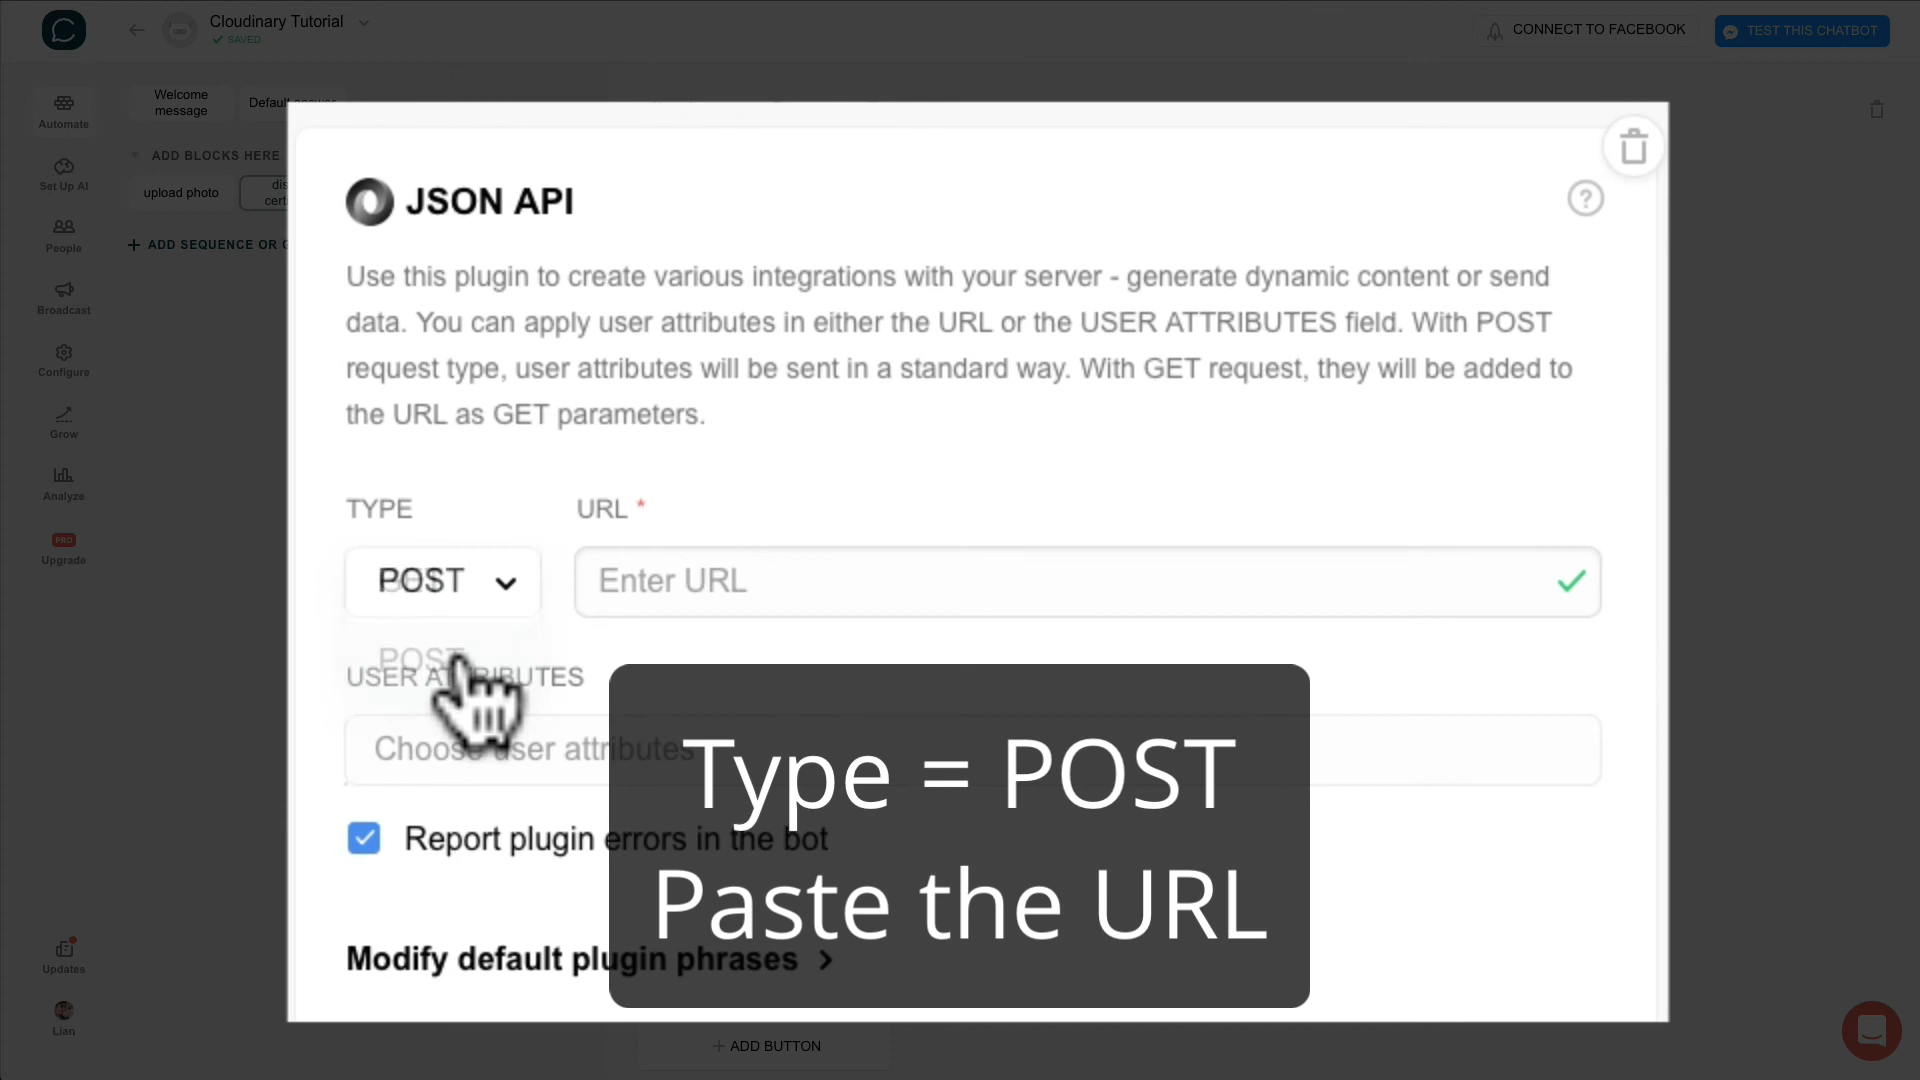 Cloudinary Tutorial
SAVED
CONNECT TO FACEBOOK
TEST THIS CHATBOT
Automate
Set Up AI
People
Broadcast
Configure
Grow
Analyze
PRO
Upgrade
Updates
Lian
Welcome
message
Default
ADD BLOCKS HERE
upload photo
dis
cert
ADD SEQUENCE OR G
JSON API
?
Use this plugin to create various integrations with your server - generate dynamic content or send
data. You can apply user attributes in either the URL or the USER ATTRIBUTES field. With POST
request type, user attributes will be sent in a standard way. With GET request, they will be added to
the URL as GET parameters.
TYPE
URL *
POST
Enter URL
POST
USER ATTRIBUTES
Choose user attributes
Report plugin errors in the bot
Modify default plugin phrases
Type = POST
Paste the URL
ADD BUTTON